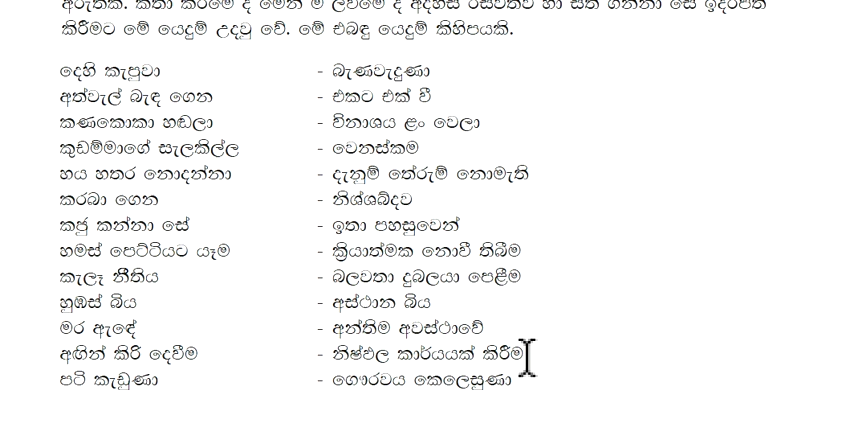 අරුතකි. කතා කිරීමේ දී මෙන් ම ලිවීමේ දී අදහස් රසවත්ව හා සිත් ගන්නා සේ ඉදිරිපත්
කිරීමට මේ යෙදුම් උදවු වේ. මේ එබඳු යෙදුම් කිහිපයකි.
දෙහි කැපුවා - බැණවැදුණා
අත්වැල් බැඳ ගෙන - එකට එක් වී
කණකොකා හඬලා - විනාශය ළං වෙලා
කුඩම්මාගේ සැලකිල්ල - වෙනස්කම
හය හතර නොදන්නා - දැනුම් තේරුම් නොමැති
කරබා ගෙන - නිශ්ශබ්දව
කජු කන්නා සේ - ඉතා පහසුවෙන්
හමස් පෙට්ටියට යෑම - ක්‍රියාත්මක නොවී තිබීම
කැලෑ නීතිය - බලවතා දුබලයා පෙළීම
හුඹස් බිය - අස්ථාන බිය
මර ඇඳේ - අන්තිම අවස්ථාවේ
අඟින් කිරි දෙවීම - නිෂ්ඵල කාර්යයක් කිරීම
පටි කැඩුණා - ගෞරවය කෙලෙසුණා